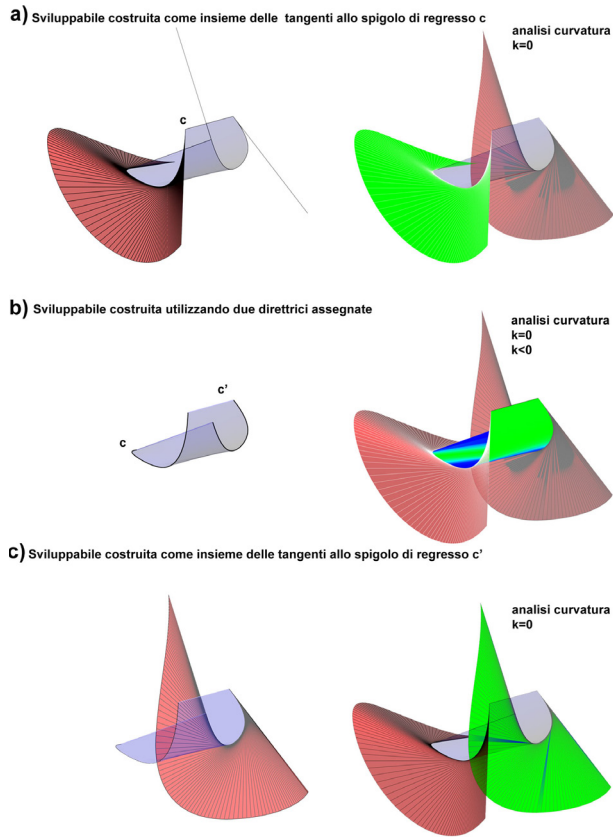 a) Sviluppabile costruita come insieme delle tangenti allo spigolo di regresso c
analisi curvatura
k=0
c
b) Sviluppabile costruita utilizzando due direttrici assegnate
analisi curvatura
k=0
k<0
c'
c
c) Sviluppabile costruita come insieme delle tangenti allo spigolo di regresso c'
analisi curvatura
k=0